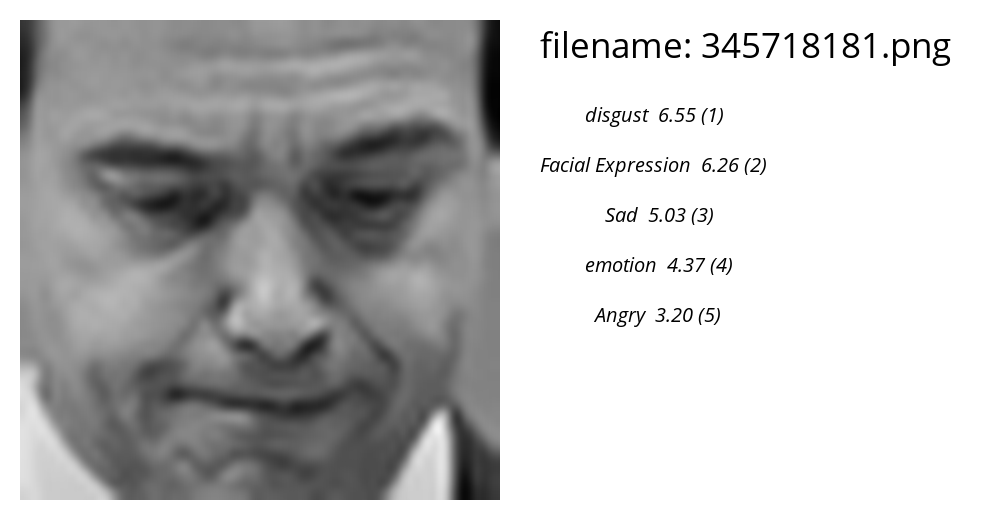 filename: 345718181.png
disgust 6.55 (1)
Facial Expression 6.26 (2)
Sad 5.03 (3)
emotion 4.37 (4)
Angry 3.20 (5)